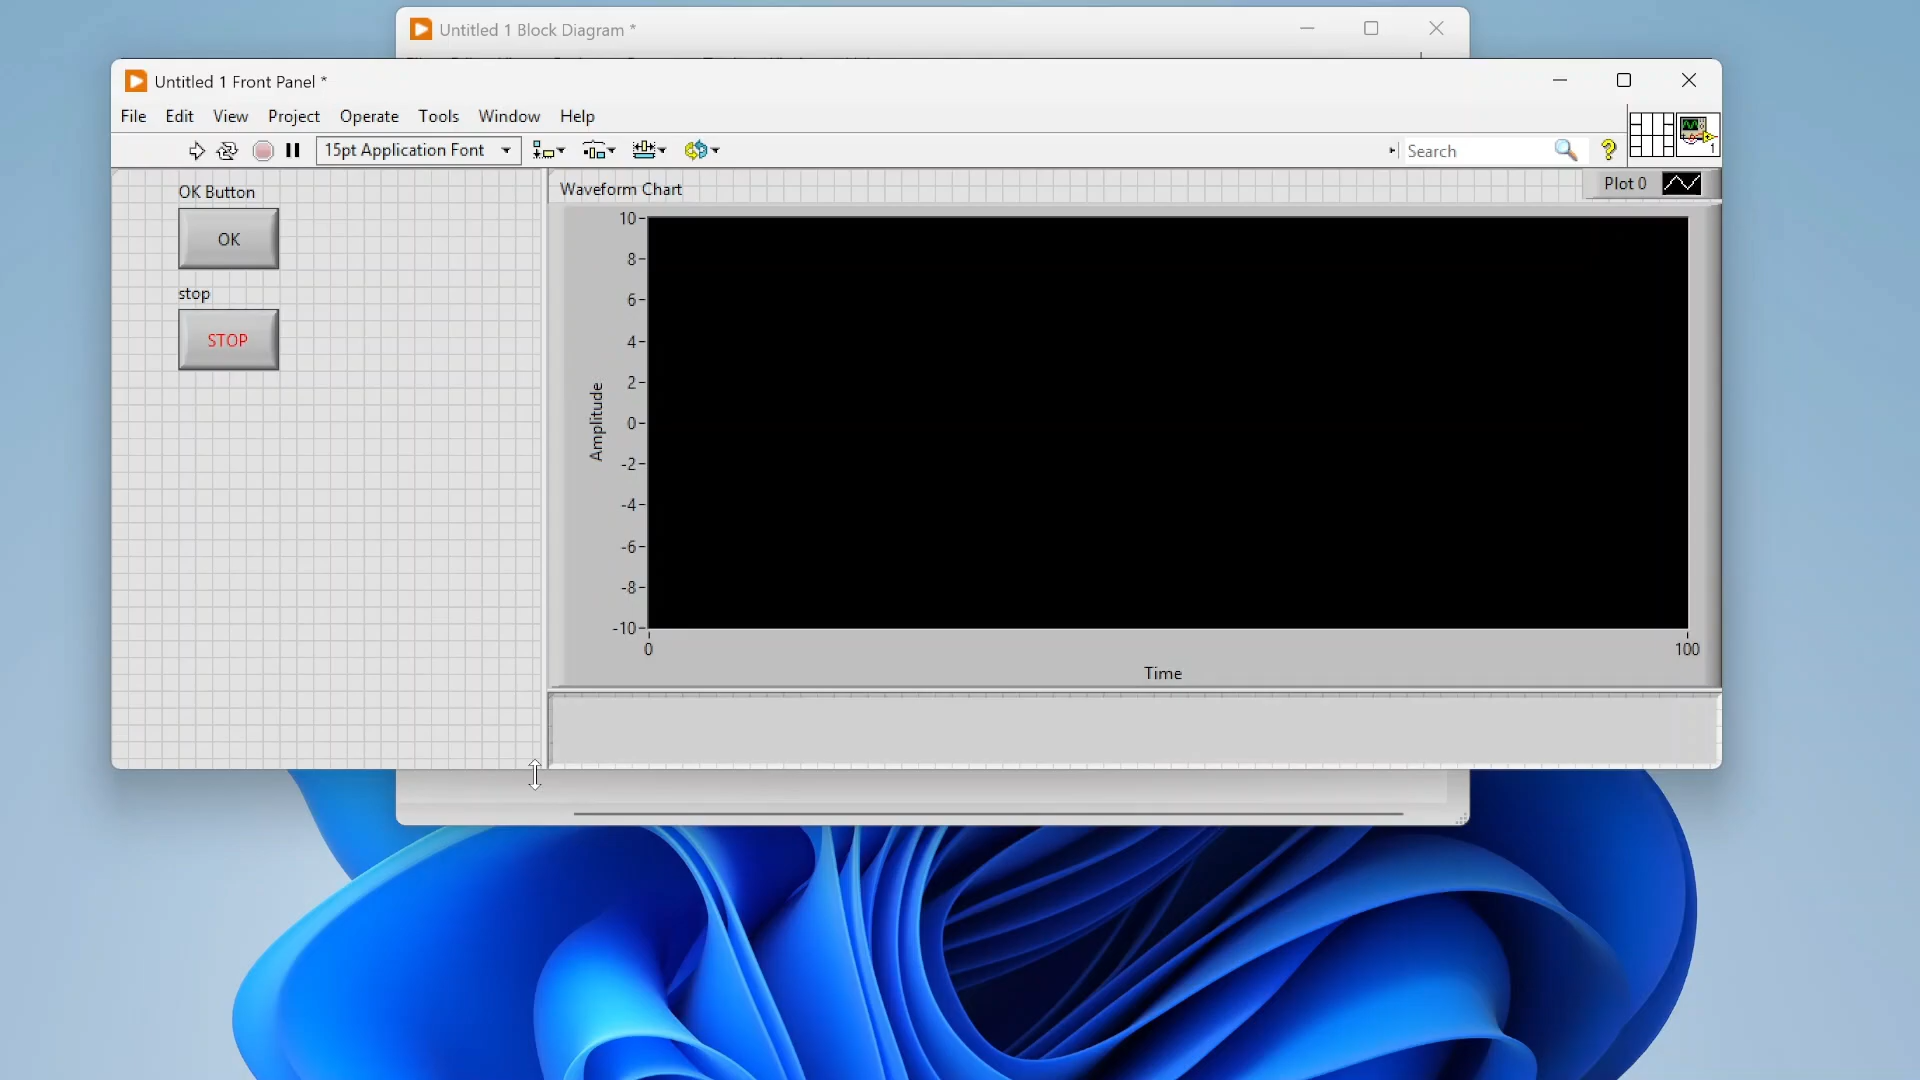 Untitled 1 Block Diagram *
Untitled 1 Front Panel *
File Edit View Project Operate Tools Window Help
15pt Application Font
Search
?
1
OK Button
OK
stop
STOP
Waveform Chart
Plot 0
10
8
6
4
2
0
-2
-4
-6
-8
-10
Amplitude
0
100
Time